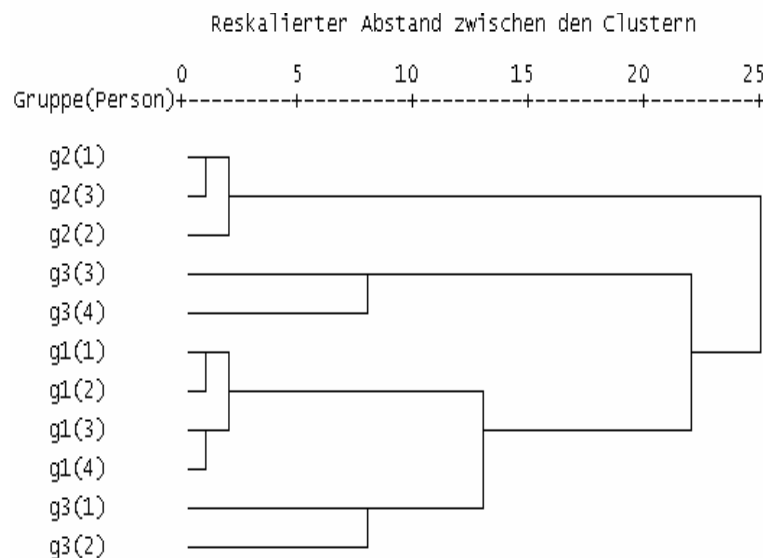 Reskalierter Abstand zwischen den Clustern
0 5 10 15 20 25
Gruppe(Person)+---------+---------+---------+---------+---------+
g2(1)
g2(3)
g2(2)
g3(3)
g3(4)
g1(1)
g1(2)
g1(3)
g1(4)
g3(1)
g3(2)